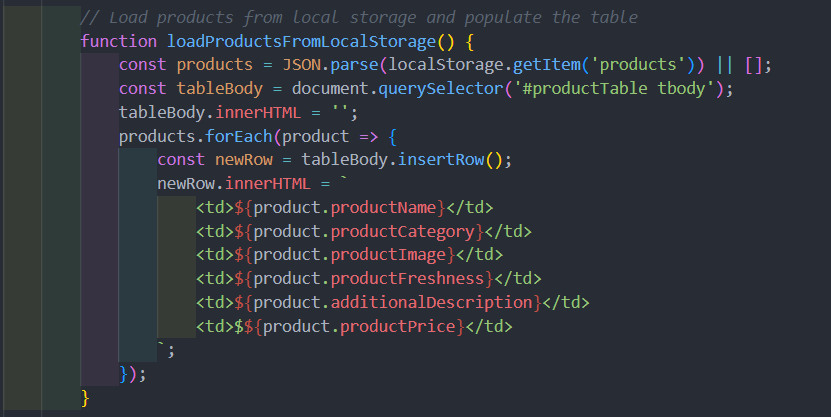 // Load products from local storage and populate the table
function loadProductsFromLocalStorage() {
const products = JSON.parse(localStorage.getItem('products')) || [];
const tableBody = document.querySelector('#productTable tbody');
tableBody.innerHTML = '';
products.forEach(product => {
const newRow = tableBody.insertRow();
newRow.innerHTML = `
<td>${product.productName}</td>
<td>${product.productCategory}</td>
<td>${product.productImage}</td>
<td>${product.productFreshness}</td>
<td>${product.additionalDescription}</td>
<td>$${product.productPrice}</td>
`;
});
}